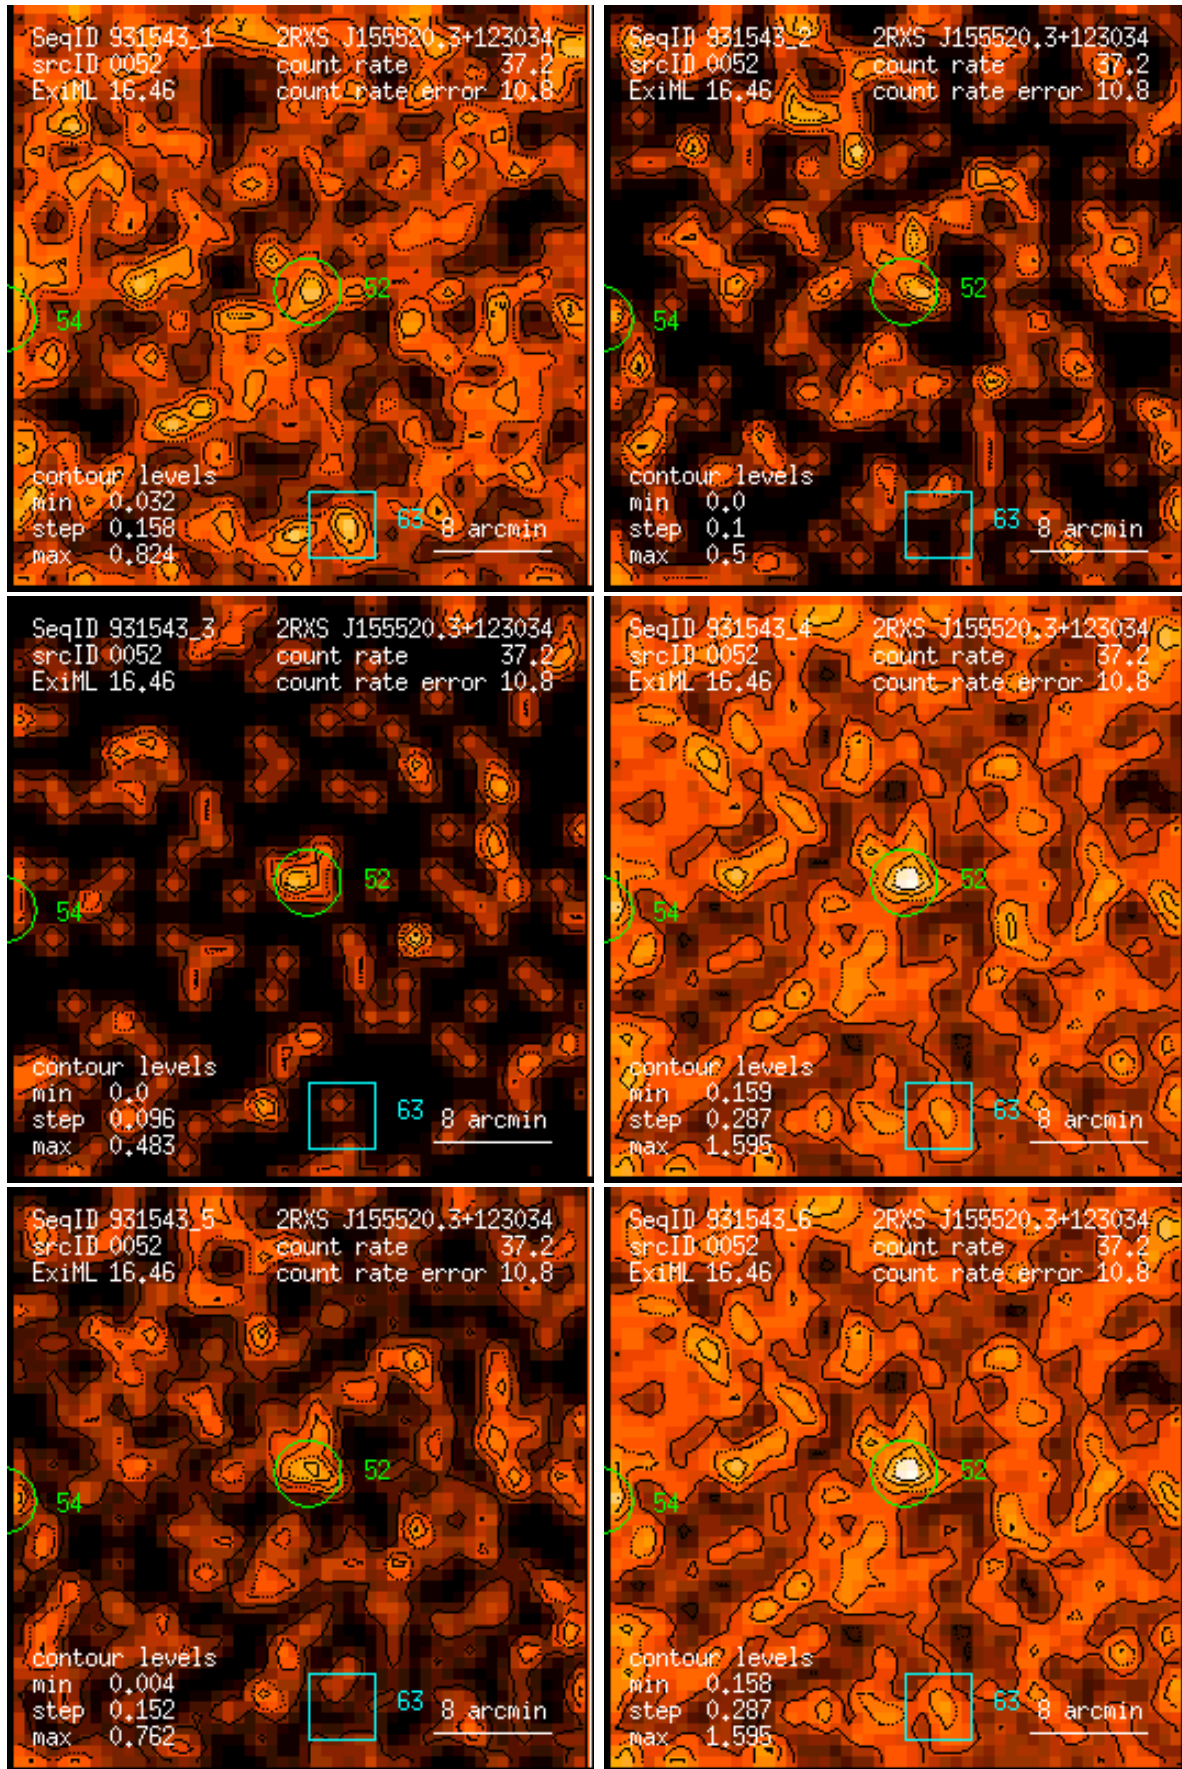 SeqID 931543_1 2RXS J155520.3+123034
srcID 0052 count rate 37.2
ExiML 16.46 count rate error 10.8
52
54
contour levels
min 0.032
63
step 0.158 8 arcmin
max 0.824
SeqID 931543_2 2RXS J155520.3+123034
srcID 0052 count rate 37.2
ExiML 16.46 count rate error 10.8
52
54
contour levels
min 0.0
63
step 0.1 8 arcmin
max 0.5
SeqID 931543_3 2RXS J155520.3+123034
srcID 0052 count rate 37.2
ExiML 16.46 count rate error 10.8
52
54
contour levels
min 0.0
63
step 0.096 8 arcmin
max 0.483
SeqID 931543_4 2RXS J155520.3+123034
srcID 0052 count rate 37.2
ExiML 16.46 count rate error 10.8
52
54
contour levels
min 0.159
63
step 0.287 8 arcmin
max 1.595
SeqID 931543_5 2RXS J155520.3+123034
srcID 0052 count rate 37.2
ExiML 16.46 count rate error 10.8
52
54
contour levels
min 0.004
63
step 0.152 8 arcmin
max 0.762
SeqID 931543_6 2RXS J155520.3+123034
srcID 0052 count rate 37.2
ExiML 16.46 count rate error 10.8
52
54
contour levels
min 0.158
63
step 0.287 8 arcmin
max 1.595